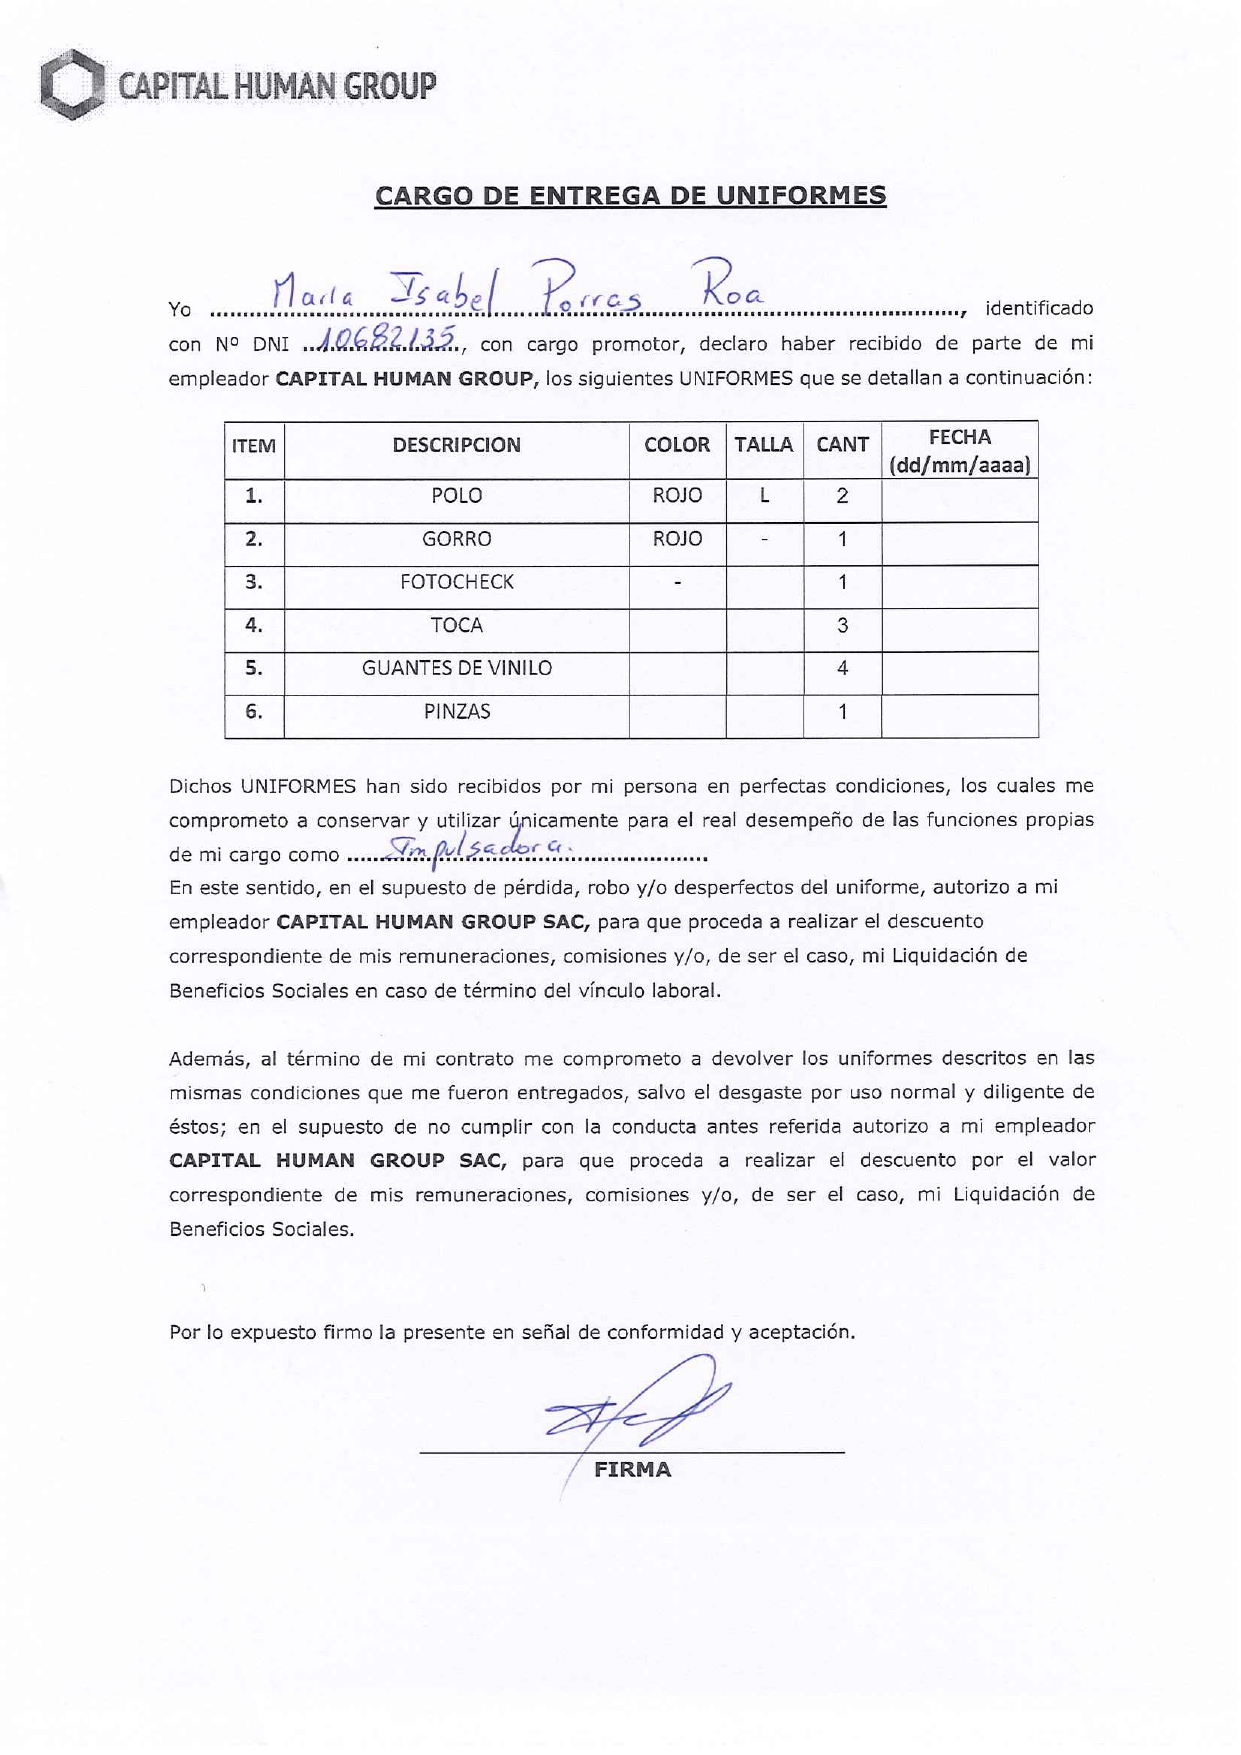 CAPITAL HUMAN GROUP
CARGO DE ENTREGA DE UNIFORMES
Yo María Isabel Porras Roa, identificado
con Nº DNI 10682135, con cargo promotor, declaro haber recibido de parte de mi
empleador CAPITAL HUMAN GROUP, los siguientes UNIFORMES que se detallan a continuación:
ITEM DESCRIPCION COLOR TALLA CANT FECHA (dd/mm/aaaa)
1. POLO ROJO L 2
2. GORRO ROJO - 1
3. FOTOCHECK - 1
4. TOCA 3
5. GUANTES DE VINILO 4
6. PINZAS 1
Dichos UNIFORMES han sido recibidos por mi persona en perfectas condiciones, los cuales me
comprometo a conservar y utilizar únicamente para el real desempeño de las funciones propias
de mi cargo como Impulsadora.
En este sentido, en el supuesto de pérdida, robo y/o desperfectos del uniforme, autorizo a mi
empleador CAPITAL HUMAN GROUP SAC, para que proceda a realizar el descuento
correspondiente de mis remuneraciones, comisiones y/o, de ser el caso, mi Liquidación de
Beneficios Sociales en caso de término del vínculo laboral.
Además, al término de mi contrato me comprometo a devolver los uniformes descritos en las
mismas condiciones que me fueron entregados, salvo el desgaste por uso normal y diligente de
éstos; en el supuesto de no cumplir con la conducta antes referida autorizo a mi empleador
CAPITAL HUMAN GROUP SAC, para que proceda a realizar el descuento por el valor
correspondiente de mis remuneraciones, comisiones y/o, de ser el caso, mi Liquidación de
Beneficios Sociales.
Por lo expuesto firmo la presente en señal de conformidad y aceptación.
FIRMA